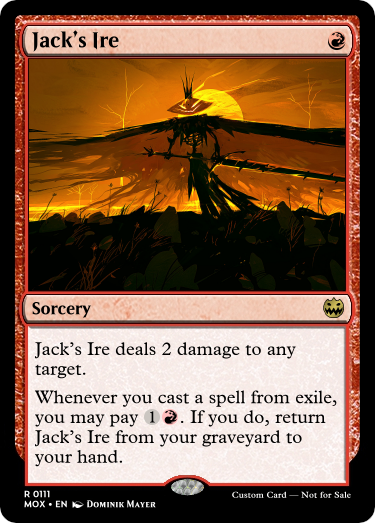 Jack's Ire
Sorcery
Jack's Ire deals 2 damage to any
target.
Whenever you cast a spell from exile,
you may pay 1. If you do, return
Jack's Ire from your graveyard to
your hand.
R 0111
MOX • EN Dominik Mayer
Custom Card — Not for Sale